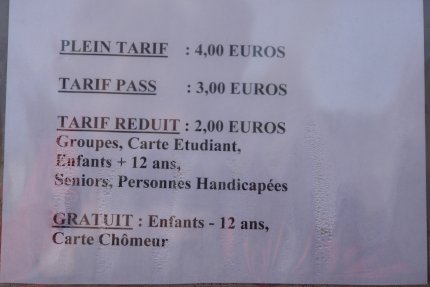 PLEIN TARIF : 4,00 EUROS
TARIF PASS : 3,00 EUROS
TARIF REDUIT : 2,00 EUROS
Groupes, Carte Etudiant,
Enfants + 12 ans,
Seniors, Personnes Handicapées
GRATUIT : Enfants - 12 ans,
Carte Chômeur